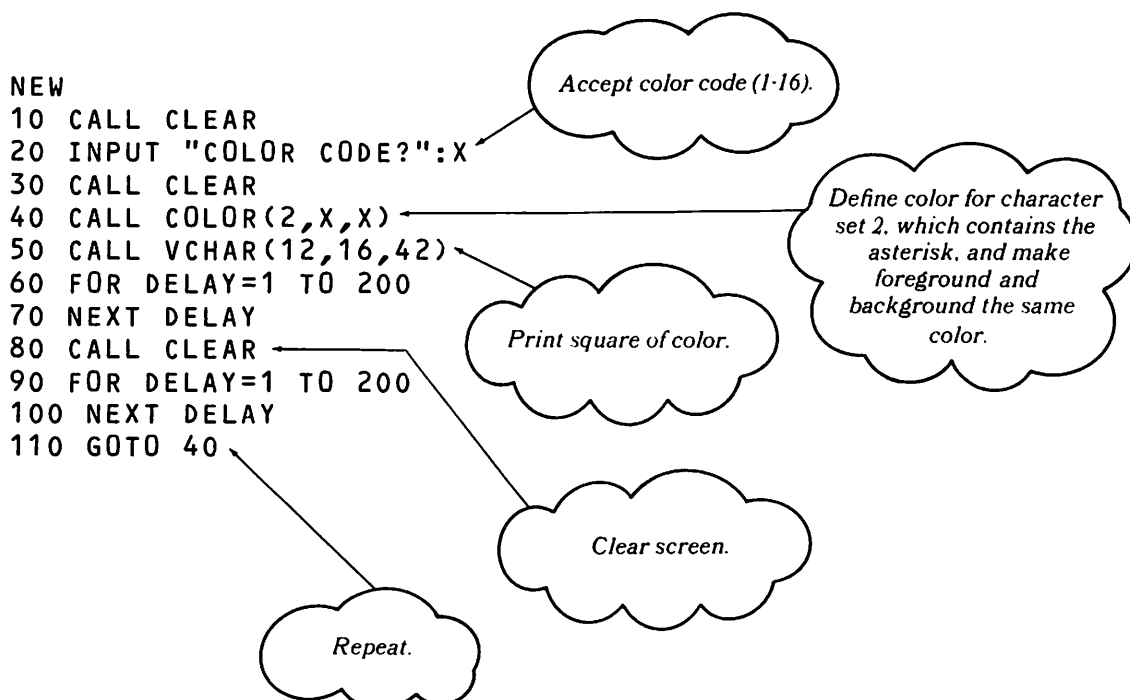 NEW
10 CALL CLEAR
20 INPUT "COLOR CODE?":X
30 CALL CLEAR
40 CALL COLOR(2,X,X)
50 CALL VCHAR(12,16,42)
60 FOR DELAY=1 TO 200
70 NEXT DELAY
80 CALL CLEAR
90 FOR DELAY=1 TO 200
100 NEXT DELAY
110 GOTO 40
Accept color code (1-16).
Define color for character
set 2, which contains the
asterisk, and make
foreground and
background the same
color.
Print square of color.
Clear screen.
Repeat.